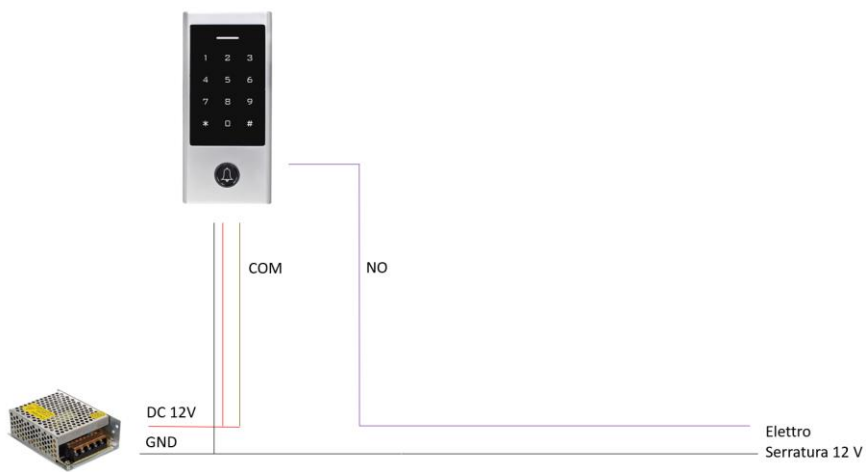 1 2 3
4 5 6
7 8 9
* 0 #
COM
NO
DC 12V
GND
Elettro
Serratura 12 V